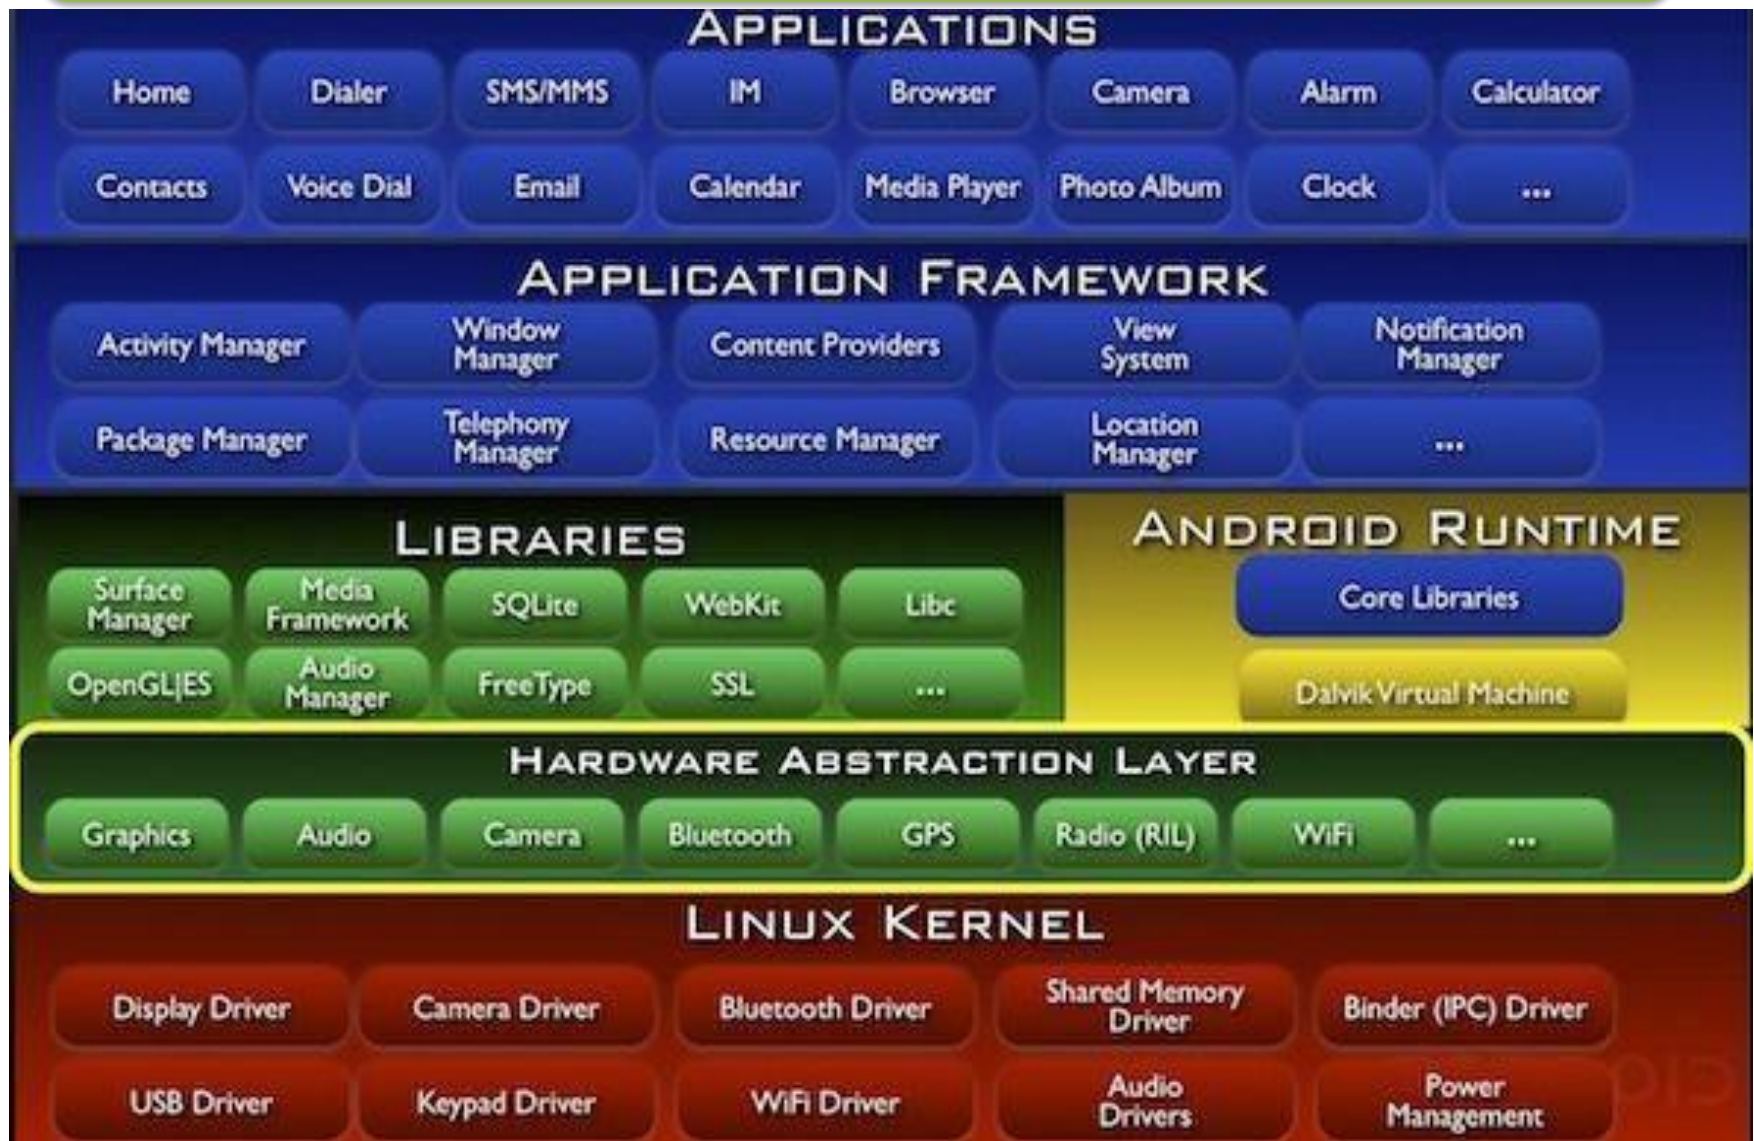 APPLICATIONS
Home Dialer SMS/MMS IM Browser Camera Alarm Calculator
Contacts Voice Dial Email Calendar Media Player Photo Album Clock ...
APPLICATION FRAMEWORK
Activity Manager Window Manager Content Providers View System Notification Manager
Package Manager Telephony Manager Resource Manager Location Manager ...
LIBRARIES
Surface Manager Media Framework SQLite WebKit Libc
OpenGL|ES Audio Manager FreeType SSL ...
ANDROID RUNTIME
Core Libraries
Dalvik Virtual Machine
HARDWARE ABSTRACTION LAYER
Graphics Audio Camera Bluetooth GPS Radio (RIL) WiFi ...
LINUX KERNEL
Display Driver Camera Driver Bluetooth Driver Shared Memory Driver Binder (IPC) Driver
USB Driver Keypad Driver WiFi Driver Audio Drivers Power Management